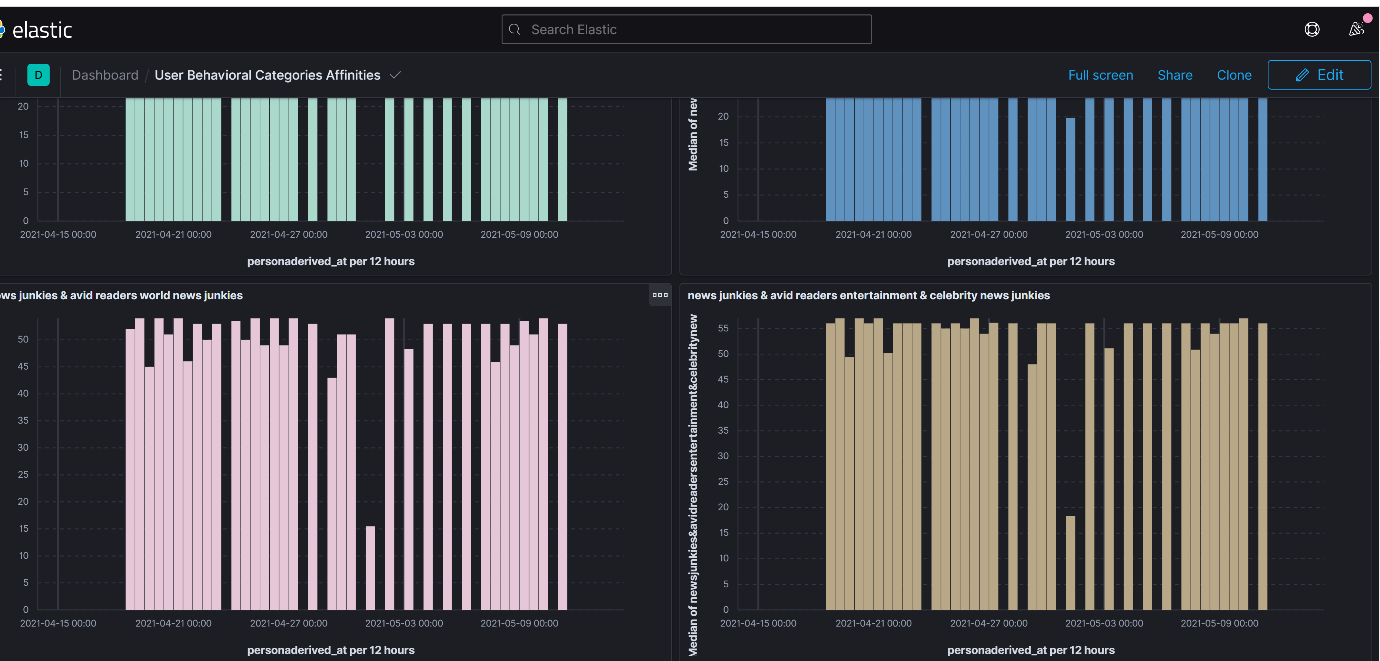 elastic
Search Elastic
D
Dashboard / User Behavioral Categories Affinities
Full screen
Share
Clone
Edit
20
15
10
5
0
2021-04-15 00:00 2021-04-21 00:00 2021-04-27 00:00 2021-05-03 00:00 2021-05-09 00:00
personaderived_at per 12 hours
Median of nev
20
15
10
5
0
2021-04-15 00:00 2021-04-21 00:00 2021-04-27 00:00 2021-05-03 00:00 2021-05-09 00:00
personaderived_at per 12 hours
ws junkies & avid readers world news junkies
50
45
40
35
30
25
20
15
10
5
0
2021-04-15 00:00 2021-04-21 00:00 2021-04-27 00:00 2021-05-03 00:00 2021-05-09 00:00
personaderived_at per 12 hours
news junkies & avid readers entertainment & celebrity news junkies
Median of newsjunkies&avidreadersentertainment&celebritynew
55
50
45
40
35
30
25
20
15
10
5
0
2021-04-15 00:00 2021-04-21 00:00 2021-04-27 00:00 2021-05-03 00:00 2021-05-09 00:00
personaderived_at per 12 hours